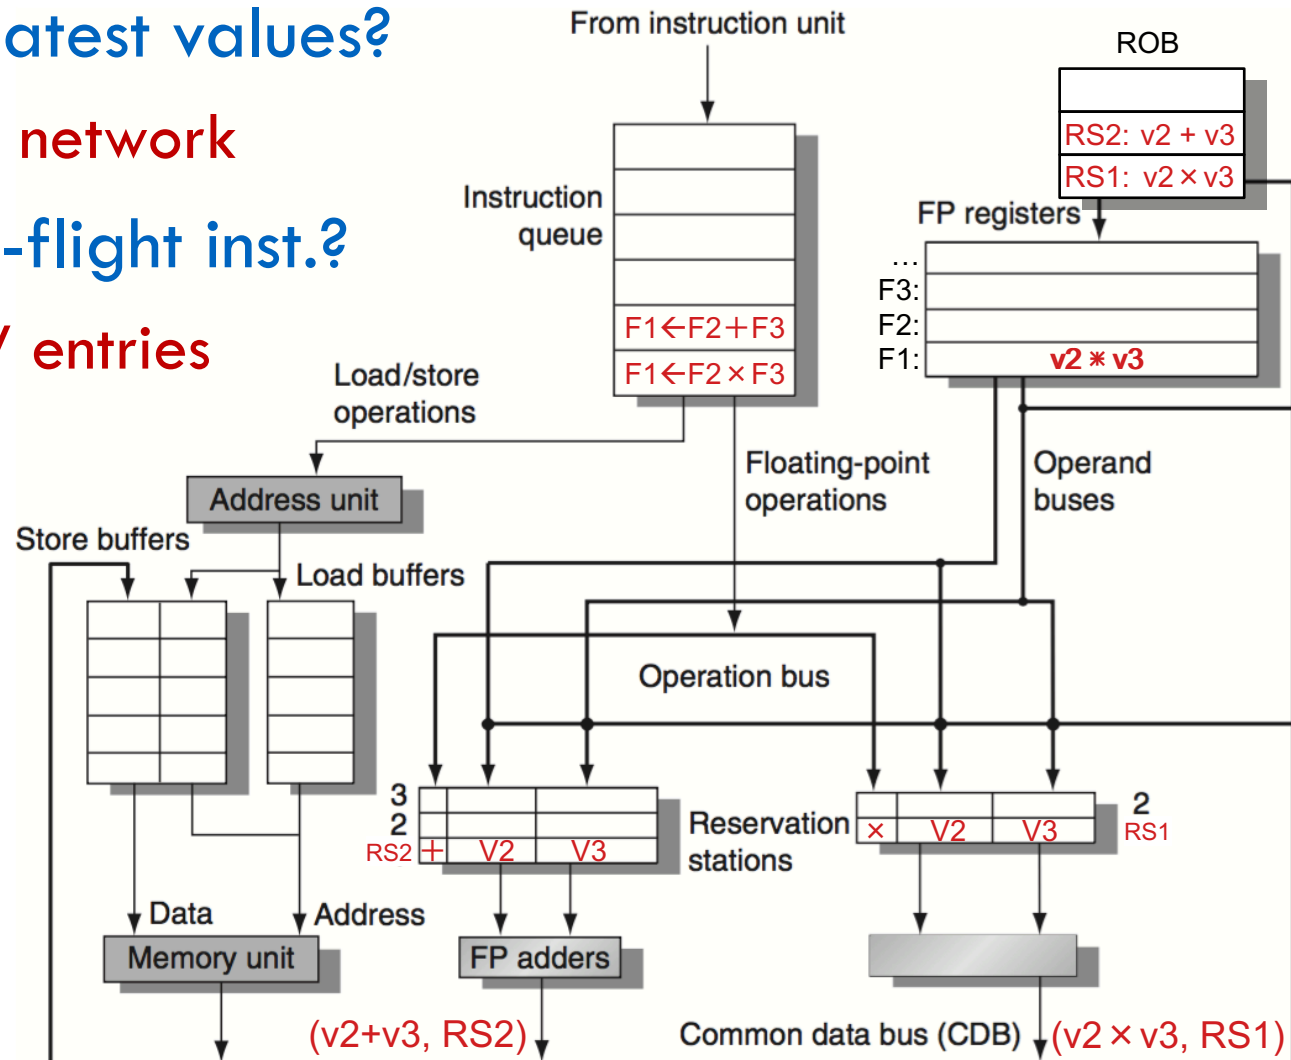 atest values?
network
-flight inst.?
/ entries
From instruction unit
ROB
RS2: v2 + v3
RS1: v2 × v3
Instruction
queue
F1←F2+F3
F1←F2×F3
FP registers
...
F3:
F2:
F1:
v2 * v3
Load/store
operations
Floating-point
operations
Operand
buses
Address unit
Store buffers
Load buffers
Operation bus
3
2
RS2
+
V2
V3
Reservation
stations
×
V2
V3
2
RS1
Data
Address
Memory unit
FP adders
(v2+v3, RS2)
Common data bus (CDB)
(v2×v3, RS1)